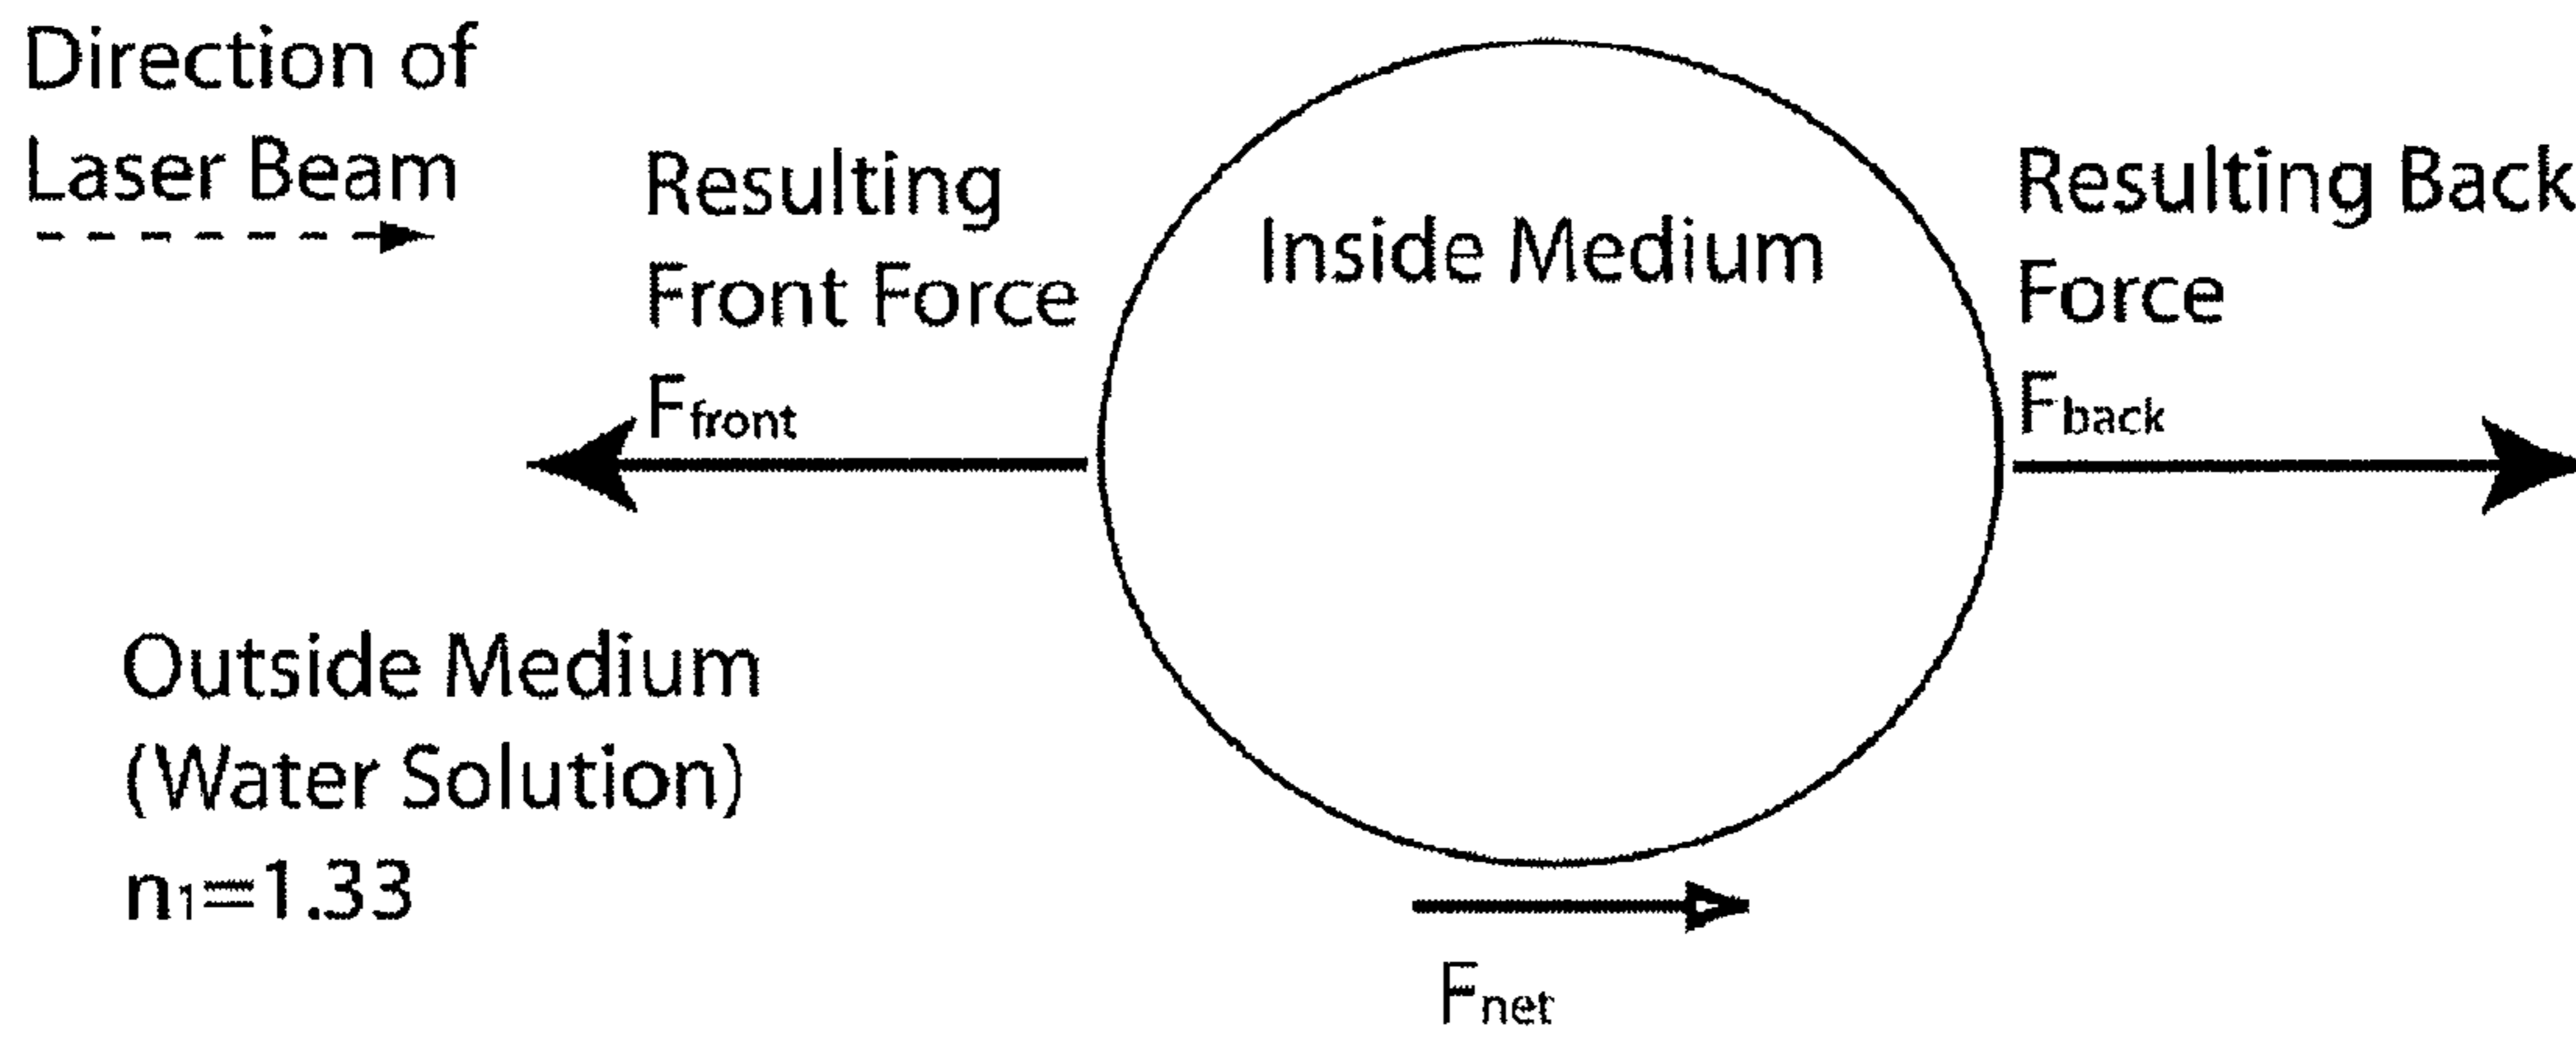 Direction of
Laser Beam
Resulting
Front Force
Ffront
Inside Medium
Resulting Back
Force
Fback
Outside Medium
(Water Solution)
n1=1.33
Fnet